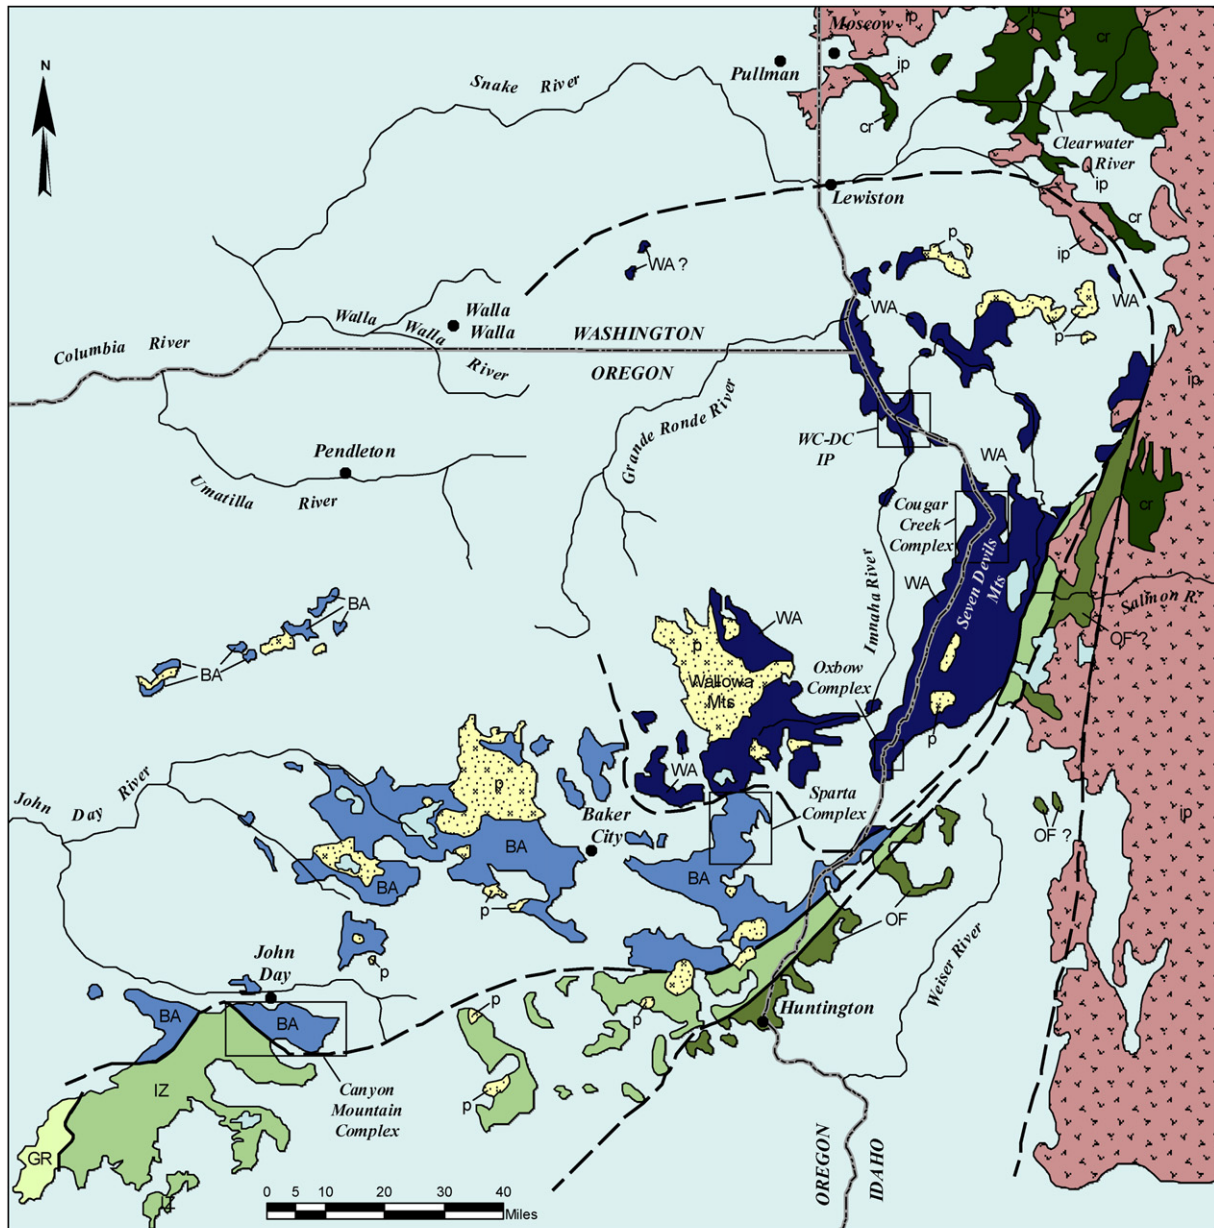 ip
ip
Moscow
cr
N
Pullman
ip
ip
Snake River
cr
Clearwater
River
ip
Lewiston
cr
p
ip
WA ?
WA
WA
Walla
Walla
Walla Walla
River
WASHINGTON
p
Columbia River
OREGON
ip
Grande Ronde River
WC-DC
IP
Pendleton
WA
Umatilla River
cr
Cougar
Creek
Complex
Seven Devils
Mts
WA
Imnaha River
Salmon R.
BA
WA
OF ?
p
BA
Oxbow
Complex
Wallowa
Mts
p
WA
p
John Day River
Sparta
Complex
OF ?
ip
Baker
City
BA
BA
BA
p
OF
John
Day
p
Weiser River
BA
p
p
Huntington
BA
IZ
p
Canyon
Mountain
Complex
GR
OREGON
IDAHO
IZ
0 5 10 20 30 40
Miles